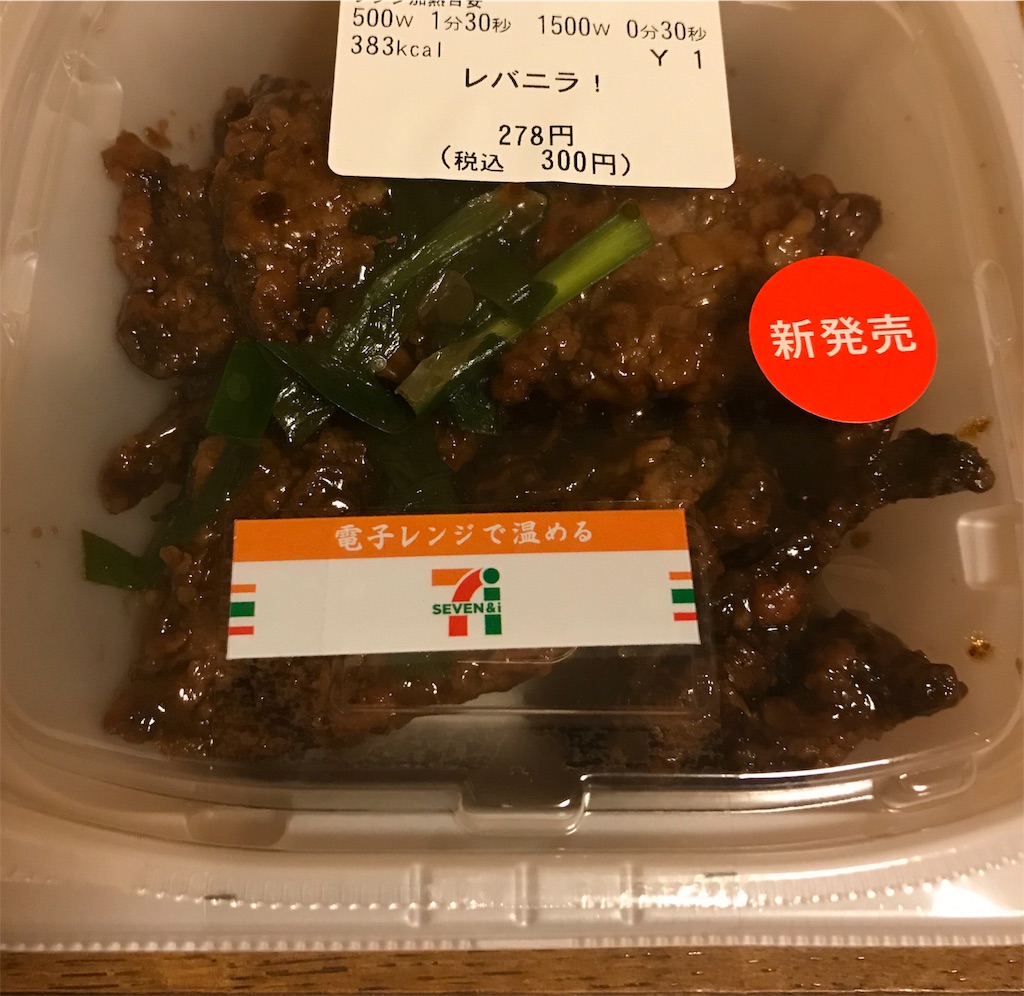 500W 1分30秒 1500W 0分30秒
383kcal Y 1
レバニラ!
278円
(税込 300円)
新発売
電子レンジで温める
SEVEN&i